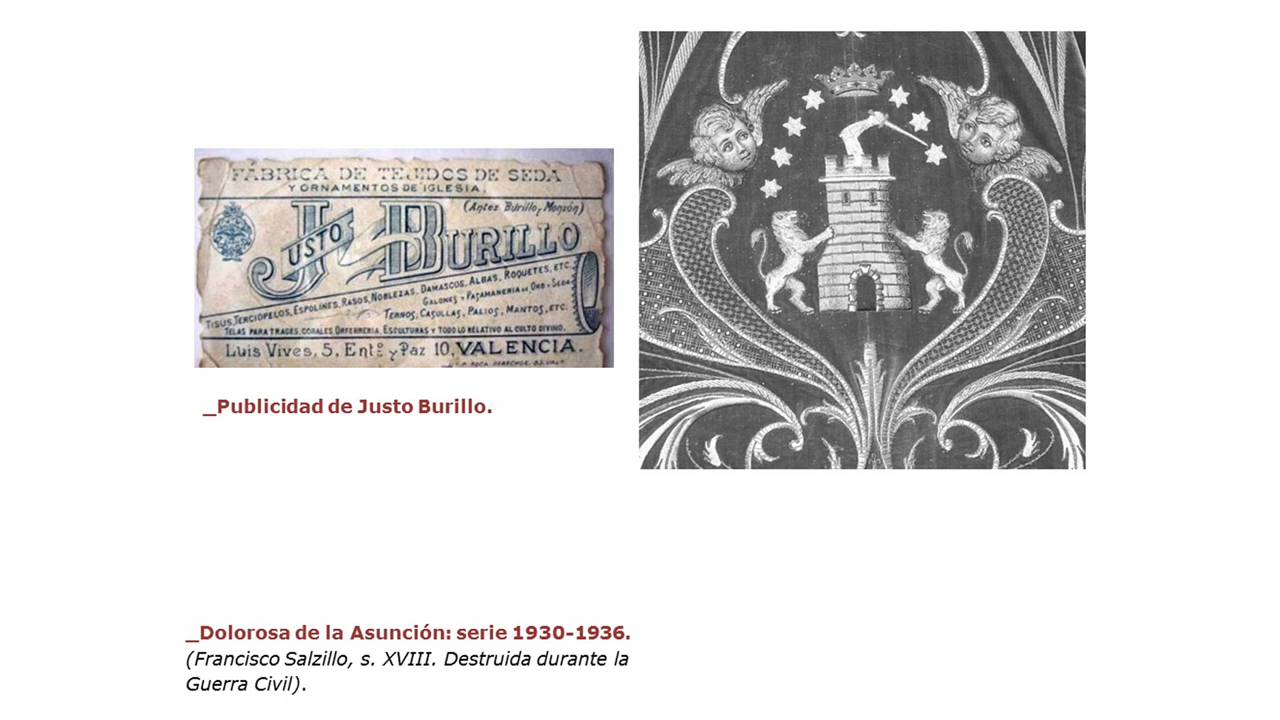 FÁBRICA DE TEJIDOS DE SEDA
Y ORNAMENTOS DE IGLESIA.
(Antes Burillo y Monzón)
JUSTO BURILLO
TISUS, TERCIOPELOS, ESPOLINES, RASOS, NOBLEZAS, DAMASCOS, ALBAS, ROQUETES, ETC.
GALONES Y PASAMANERIA DE ORO Y SEDA
TERNOS, CASULLAS, PALIOS, MANTOS, ETC.
TELAS PARA TRAGES, CORALES, ORFEBRERIA, ESCULTURAS Y TODO LO RELATIVO AL CULTO DIVINO.
Luis Vives, 5, Entº y Paz 10, VALENCIA.
_Publicidad de Justo Burillo.
_Dolorosa de la Asunción: serie 1930-1936.
(Francisco Salzillo, s. XVIII. Destruida durante la
Guerra Civil).